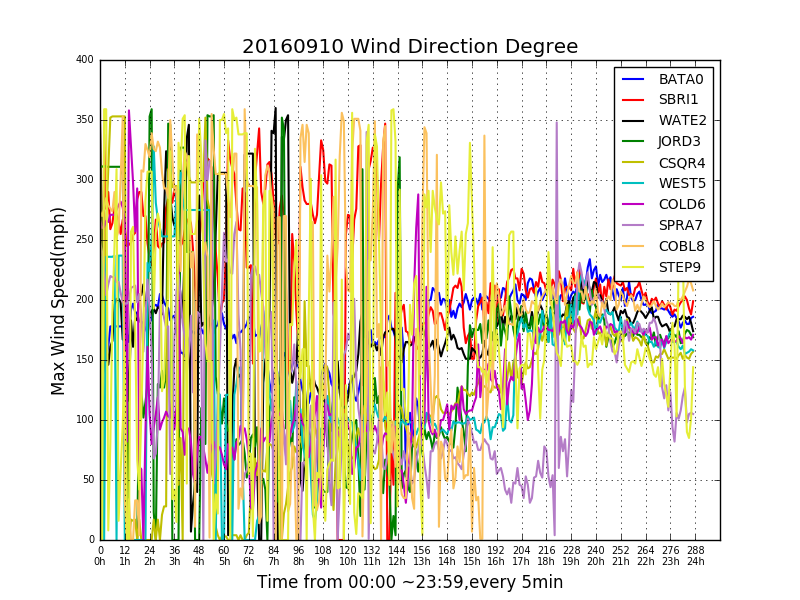 20160910 Wind Direction Degree
Max Wind Speed(mph)
400
350
300
250
200
150
100
50
0
BATA0
SBRI1
WATE2
JORD3
CSQR4
WEST5
COLD6
SPRA7
COBL8
STEP9
0 12 24 36 48 60 72 84 96 108 120 132 144 156 168 180 192 204 216 228 240 252 264 276 288
0h 1h 2h 3h 4h 5h 6h 7h 8h 9h 10h 11h 12h 13h 14h 15h 16h 17h 18h 19h 20h 21h 22h 23h 24h
Time from 00:00 ~23:59,every 5min